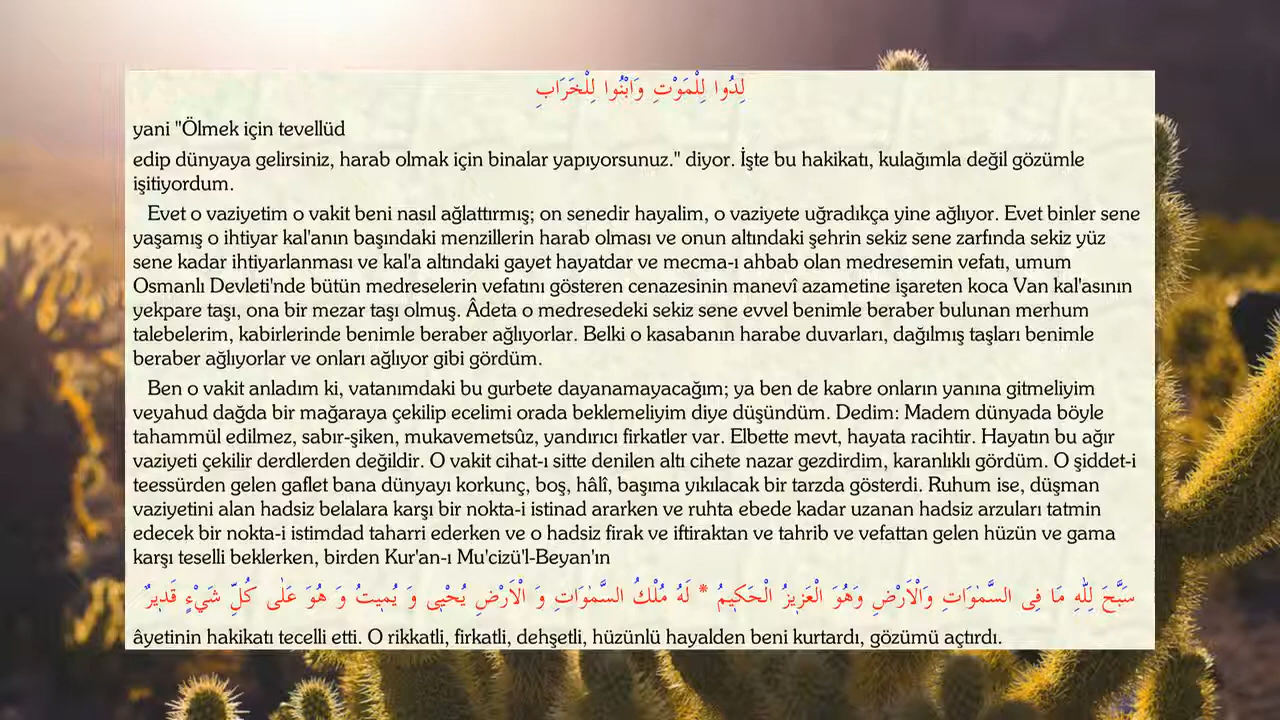 لِدُوا لِلْمَوْتِ وَابْنُوا لِلْخَرَابِ
yani "Ölmek için tevellüd
edip dünyaya gelirsiniz, harab olmak için binalar yapıyorsunuz." diyor. İşte bu hakikatı, kulağımla değil gözümle
işitiyordum.
Evet o vaziyetim o vakit beni nasıl ağlattırmış; on senedir hayalim, o vaziyete uğradıkça yine ağlıyor. Evet binler sene
yaşamış o ihtiyar kal'anın başındaki menzillerin harab olması ve onun altındaki şehrin sekiz sene zarfında sekiz yüz
sene kadar ihtiyarlanması ve kal'a altındaki gayet hayatdar ve mecma-ı ahbab olan medresemin vefatı, umum
Osmanlı Devleti'nde bütün medreselerin vefatını gösteren cenazesinin manevî azametine işareten koca Van kal'asının
yekpare taşı, ona bir mezar taşı olmuş. Âdeta o medresedeki sekiz sene evvel benimle beraber bulunan merhum
talebelerim, kabirlerinde benimle beraber ağlıyorlar. Belki o kasabanın harabe duvarları, dağılmış taşları benimle
beraber ağlıyorlar ve onları ağlıyor gibi gördüm.
Ben o vakit anladım ki, vatanımdaki bu gurbete dayanamayacağım; ya ben de kabre onların yanına gitmeliyim
veyahud dağda bir mağaraya çekilip ecelimi orada beklemeliyim diye düşündüm. Dedim: Madem dünyada böyle
tahammül edilmez, sabır-şiken, mukavemetsûz, yandırıcı firkatler var. Elbette mevt, hayata racihtir. Hayatın bu ağır
vaziyeti çekilir derdlerden değildir. O vakit cihat-ı sitte denilen altı cihete nazar gezdirdim, karanlıklı gördüm. O şiddet-i
teessürden gelen gaflet bana dünyayı korkunç, boş, hâlî, başıma yıkılacak bir tarzda gösterdi. Ruhum ise, düşman
vaziyetini alan hadsiz belalara karşı bir nokta-i istinad ararken ve ruhta ebede kadar uzanan hadsiz arzuları tatmin
edecek bir nokta-i istimdad taharri ederken ve o hadsiz firak ve iftiraktan ve tahrib ve vefattan gelen hüzün ve gama
karşı teselli beklerken, birden Kur'an-ı Mu'cizü'l-Beyan'ın
سَبَّحَ لِلّٰهِ مَا فِى السَّمٰوَاتِ وَالْاَرْضِ وَهُوَ الْعَزِيزُ الْحَكِيمُ * لَهُ مُلْكُ السَّمٰوَاتِ وَ الْاَرْضِ يُحْيِى وَ يُمِيتُ وَ هُوَ عَلٰى كُلِّ شَيْءٍ قَدِيرٌ
âyetinin hakikatı tecelli etti. O rikkatli, firkatli, dehşetli, hüzünlü hayalden beni kurtardı, gözümü açtırdı.